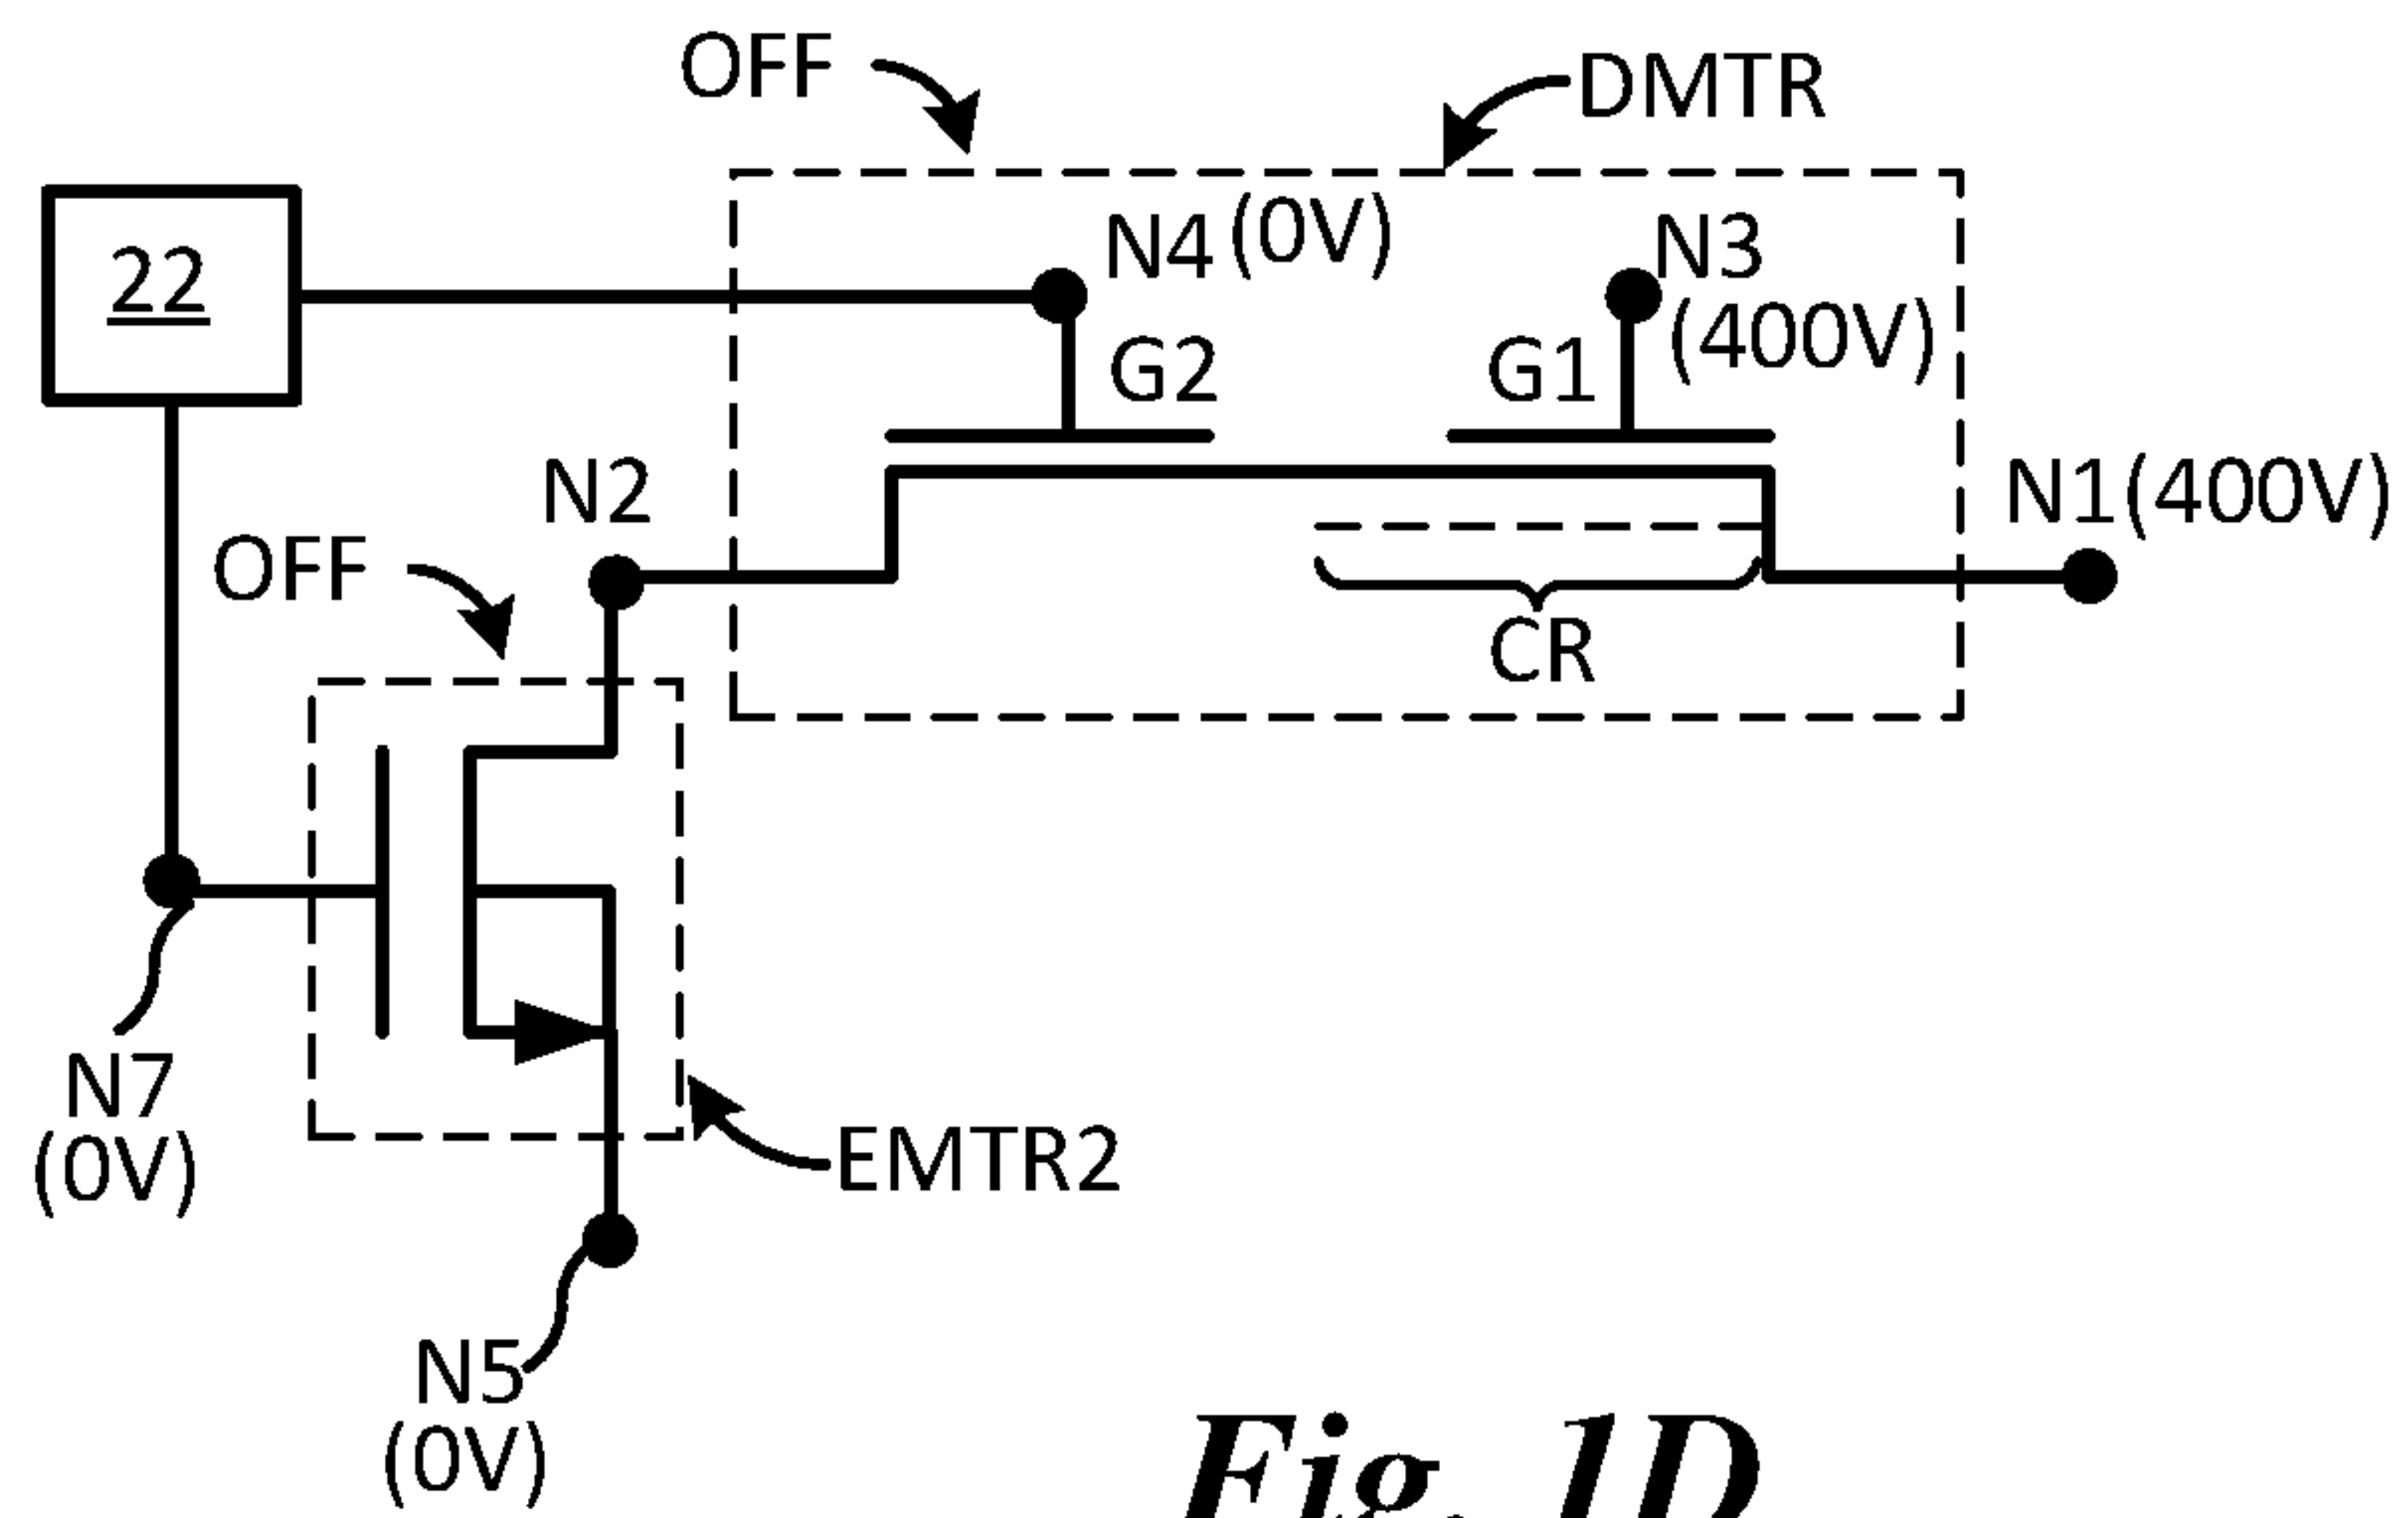 OFF
DMTR
22
N4 (0V)
N3
(400V)
G2
G1
N2
N1(400V)
OFF
CR
N7
(0V)
EMTR2
N5
(0V)
Fig. 1D